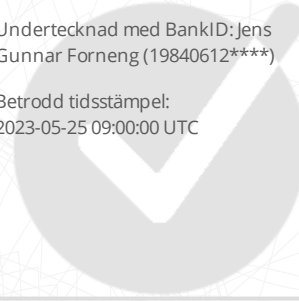 Undertecknad med BankID: Jens
Gunnar Forneng (19840612****)
Betrodd tidsstämpel:
2023-05-25 09:00:00 UTC